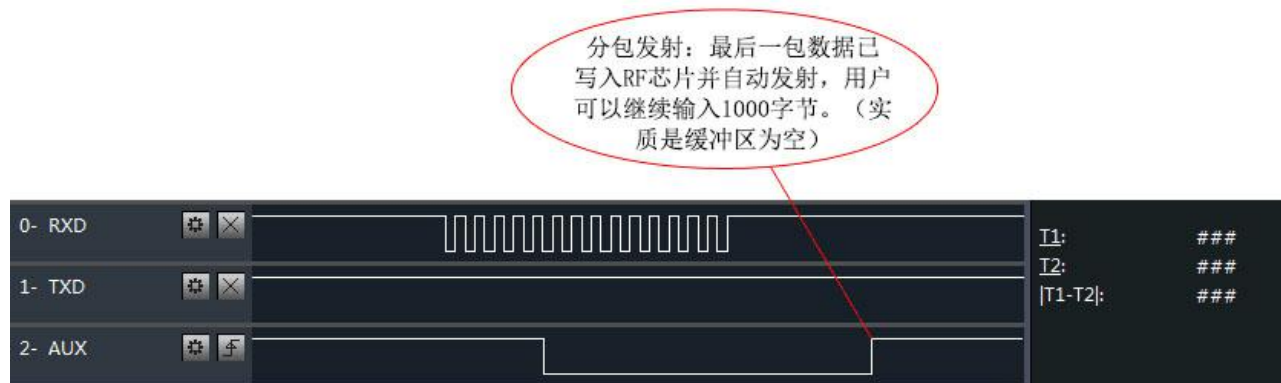 分包发射：最后一包数据已
写入RF芯片并自动发射，用户
可以继续输入1000字节。（实
质是缓冲区为空）
0- RXD
T1: ###
1- TXD
T2: ###
|T1-T2|: ###
2- AUX